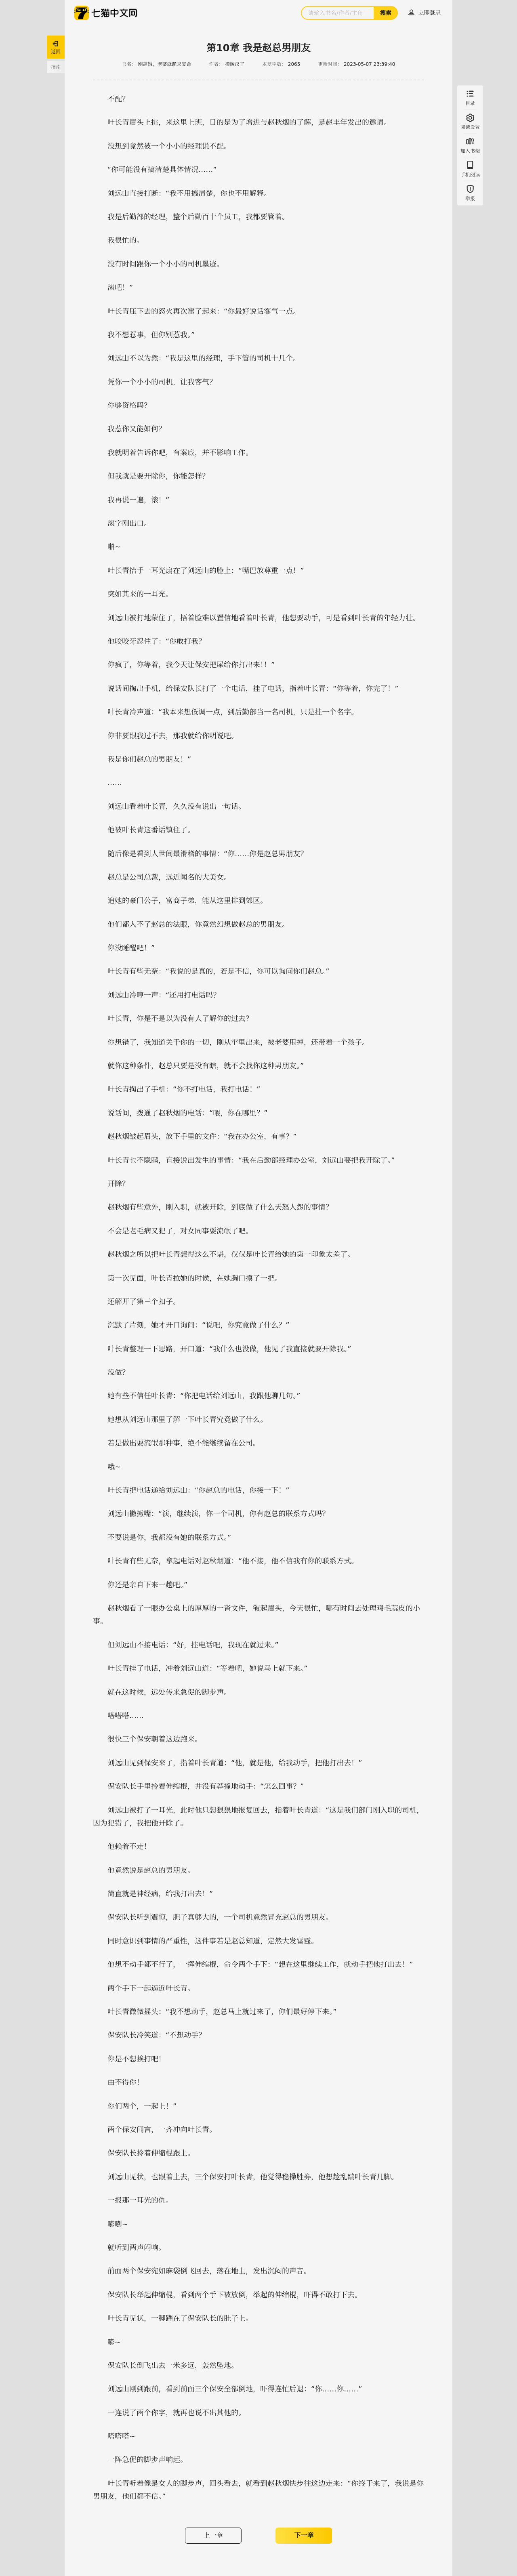 七猫中文网
请输入书名/作者/主角
搜索
立即登录
返回
简体
目录
阅读设置
加入书架
手机阅读
举报
第10章 我是赵总男朋友
书名： 刚离婚，老婆就跪求复合 作者： 雕砖汉子 本章字数： 2065 更新时间： 2023-05-07 23:39:40
不配？
叶长青眉头上挑，来这里上班，目的是为了增进与赵秋烟的了解，是赵丰年发出的邀请。
没想到竟然被一个小小的经理说不配。
“你可能没有搞清楚具体情况……”
刘远山直接打断：“我不用搞清楚，你也不用解释。
我是后勤部的经理，整个后勤百十个员工，我都要管着。
我很忙的。
没有时间跟你一个小小的司机墨迹。
滚吧！”
叶长青压下去的怒火再次窜了起来：“你最好说话客气一点。
我不想惹事，但你别惹我。”
刘远山不以为然：“我是这里的经理，手下管的司机十几个。
凭你一个小小的司机，让我客气？
你够资格吗？
我惹你又能如何？
我就明着告诉你吧，有案底，并不影响工作。
但我就是要开除你，你能怎样？
我再说一遍，滚！”
滚字刚出口。
啪~
叶长青抬手一耳光扇在了刘远山的脸上：“嘴巴放尊重一点！”
突如其来的一耳光。
刘远山被打地蒙住了，捂着脸难以置信地看着叶长青，他想要动手，可是看到叶长青的年轻力壮。
他咬咬牙忍住了：“你敢打我？
你疯了，你等着，我今天让保安把屎给你打出来！！”
说话间掏出手机，给保安队长打了一个电话，挂了电话，指着叶长青：“你等着，你完了！”
叶长青冷声道：“我本来想低调一点，到后勤部当一名司机，只是挂一个名字。
你非要跟我过不去，那我就给你明说吧。
我是你们赵总的男朋友！”
……
刘远山看着叶长青，久久没有说出一句话。
他被叶长青这番话镇住了。
随后像是看到人世间最滑稽的事情：“你……你是赵总男朋友？
赵总是公司总裁，远近闻名的大美女。
追她的豪门公子，富商子弟，能从这里排到郊区。
他们都入不了赵总的法眼，你竟然幻想做赵总的男朋友。
你没睡醒吧！”
叶长青有些无奈：“我说的是真的，若是不信，你可以询问你们赵总。”
刘远山冷哼一声：“还用打电话吗？
叶长青，你是不是以为没有人了解你的过去？
你想错了，我知道关于你的一切，刚从牢里出来，被老婆甩掉，还带着一个孩子。
就你这种条件，赵总只要是没有瞎，就不会找你这种男朋友。”
叶长青掏出了手机：“你不打电话，我打电话！”
说话间，拨通了赵秋烟的电话：“喂，你在哪里？”
赵秋烟皱起眉头，放下手里的文件：“我在办公室，有事？”
叶长青也不隐瞒，直接说出发生的事情：“我在后勤部经理办公室，刘远山要把我开除了。”
开除？
赵秋烟有些意外，刚入职，就被开除，到底做了什么天怒人怨的事情？
不会是老毛病又犯了，对女同事耍流氓了吧。
赵秋烟之所以把叶长青想得这么不堪，仅仅是叶长青给她的第一印象太差了。
第一次见面，叶长青拉她的时候，在她胸口摸了一把。
还解开了第三个扣子。
沉默了片刻，她才开口询问：“说吧，你究竟做了什么？”
叶长青整理一下思路，开口道：“我什么也没做，他见了我直接就要开除我。”
没做？
她有些不信任叶长青：“你把电话给刘远山，我跟他聊几句。”
她想从刘远山那里了解一下叶长青究竟做了什么。
若是做出耍流氓那种事，绝不能继续留在公司。
哦~
叶长青把电话递给刘远山：“你赵总的电话，你接一下！”
刘远山撇撇嘴：“演，继续演，你一个司机，你有赵总的联系方式吗？
不要说是你，我都没有她的联系方式。”
叶长青有些无奈，拿起电话对赵秋烟道：“他不接，他不信我有你的联系方式。
你还是亲自下来一趟吧。”
赵秋烟看了一眼办公桌上的厚厚的一沓文件，皱起眉头，今天很忙，哪有时间去处理鸡毛蒜皮的小
事。
但刘远山不接电话：“好，挂电话吧，我现在就过来。”
叶长青挂了电话，冲着刘远山道：“等着吧，她说马上就下来。”
就在这时候，远处传来急促的脚步声。
嗒嗒嗒……
很快三个保安朝着这边跑来。
刘远山见到保安来了，指着叶长青道：“他，就是他，给我动手，把他打出去！”
保安队长手里拎着伸缩棍，并没有莽撞地动手：“怎么回事？”
刘远山被打了一耳光，此时他只想狠狠地报复回去，指着叶长青道：“这是我们部门刚入职的司机，
因为犯错了，我把他开除了。
他赖着不走！
他竟然说是赵总的男朋友。
简直就是神经病，给我打出去！”
保安队长听到震惊，胆子真够大的，一个司机竟然冒充赵总的男朋友。
同时意识到事情的严重性，这件事若是赵总知道，定然大发雷霆。
他想不动手都不行了，一挥伸缩棍，命令两个手下：“想在这里继续工作，就动手把他打出去！”
两个手下一起逼近叶长青。
叶长青微微摇头：“我不想动手，赵总马上就过来了，你们最好停下来。”
保安队长冷笑道：“不想动手？
你是不想挨打吧！
由不得你！
你们两个，一起上！”
两个保安闻言，一齐冲向叶长青。
保安队长拎着伸缩棍跟上。
刘远山见状，也跟着上去，三个保安打叶长青，他觉得稳操胜券，他想趁乱踹叶长青几脚。
一报那一耳光的仇。
嘭嘭~
就听到两声闷响。
前面两个保安宛如麻袋倒飞回去，落在地上，发出沉闷的声音。
保安队长举起伸缩棍，看到两个手下被放倒，举起的伸缩棍，吓得不敢打下去。
叶长青见状，一脚踹在了保安队长的肚子上。
嘭~
保安队长倒飞出去一米多远，轰然坠地。
刘远山刚到跟前，看到前面三个保安全部倒地，吓得连忙后退：“你……你……”
一连说了两个你字，就再也说不出其他的。
嗒嗒嗒~
一阵急促的脚步声响起。
叶长青听着像是女人的脚步声，回头看去，就看到赵秋烟快步往这边走来：“你终于来了，我说是你
男朋友，他们都不信。”
上一章
下一章